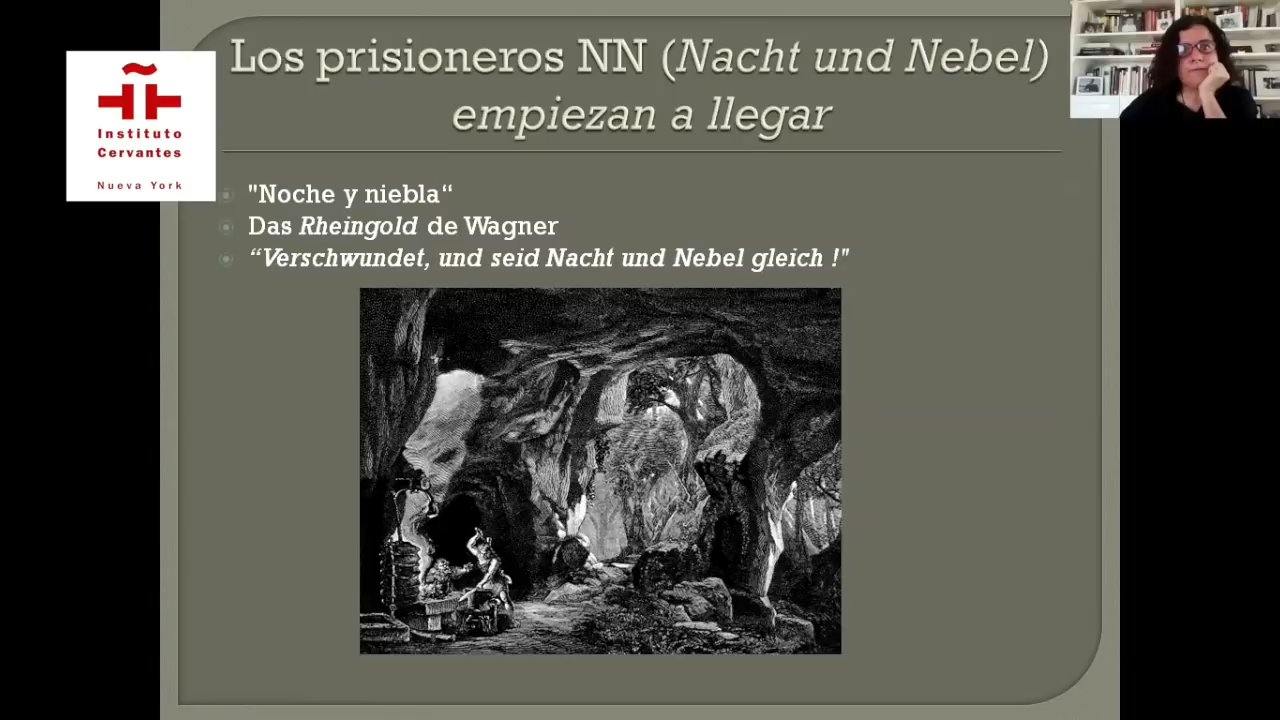 Los prisioneros NN (Nacht und Nebel)
empiezan a llegar
Instituto
Cervantes
Nueva York
"Noche y niebla“
Das Rheingold de Wagner
“Verschwundet, und seid Nacht und Nebel gleich !"